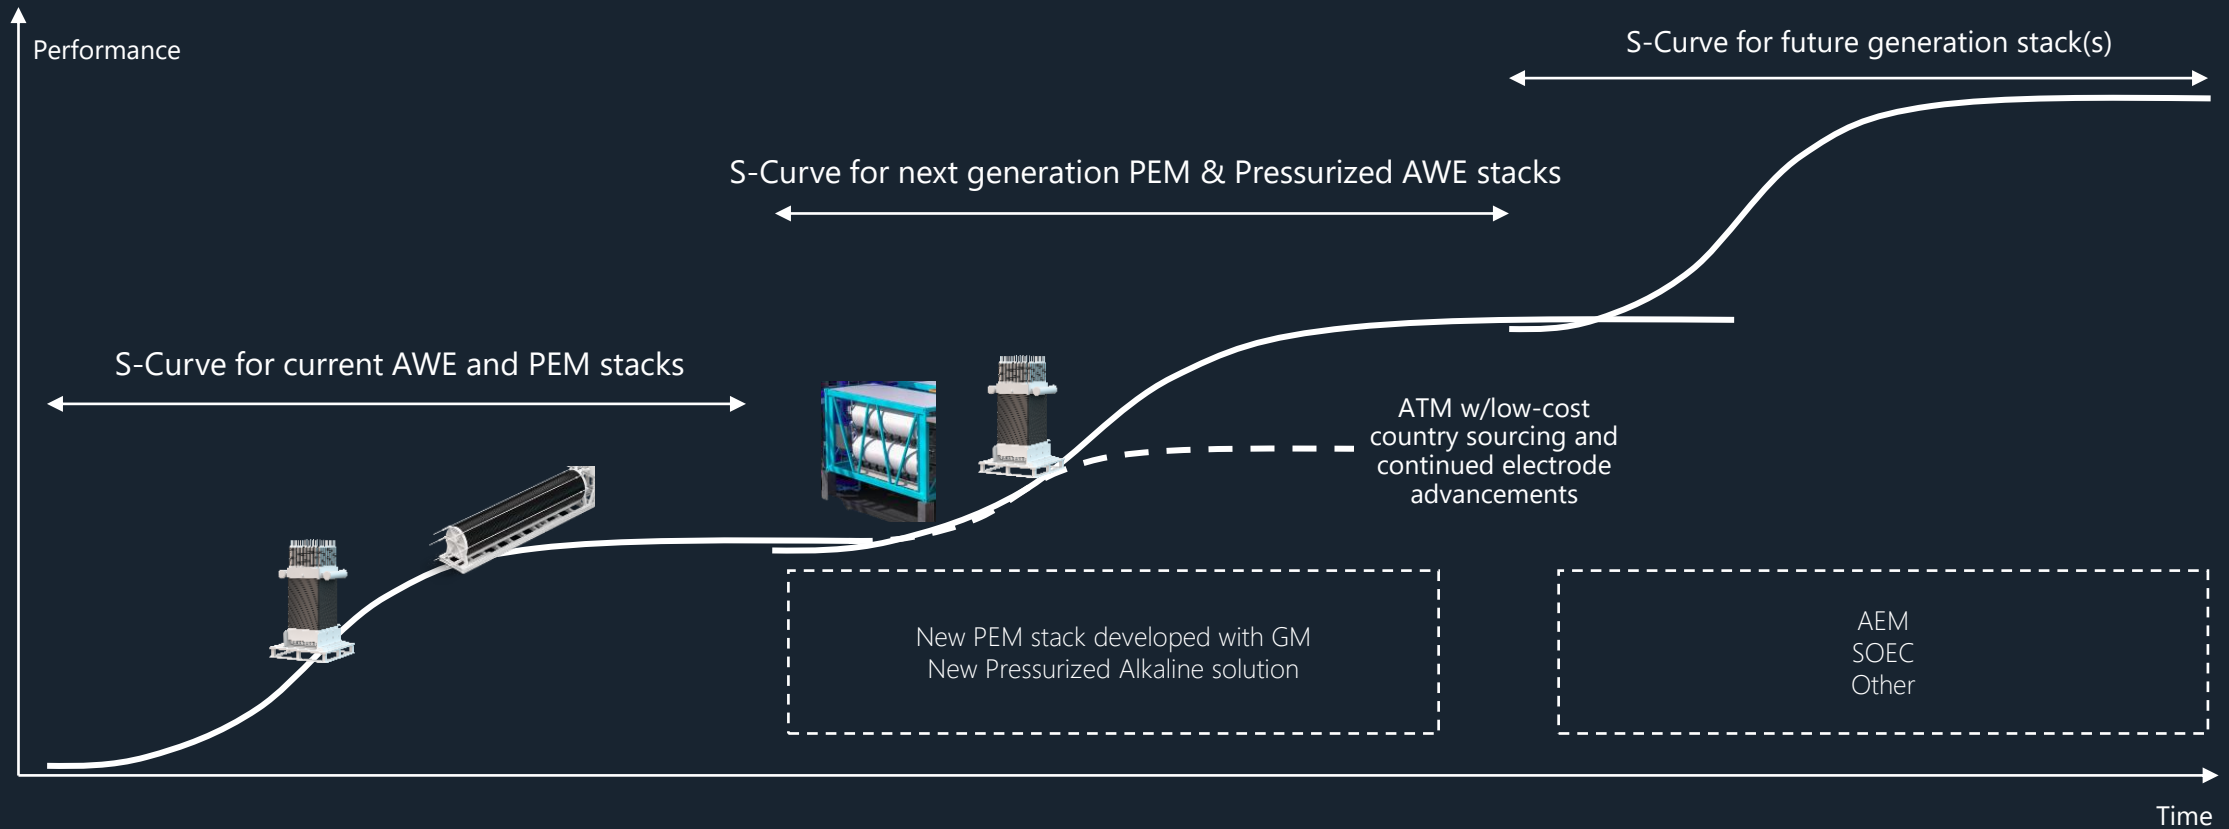 Performance
S-Curve for future generation stack(s)
S-Curve for next generation PEM & Pressurized AWE stacks
S-Curve for current AWE and PEM stacks
ATM w/low-cost
country sourcing and
continued electrode
advancements
New PEM stack developed with GM
New Pressurized Alkaline solution
AEM
SOEC
Other
Time